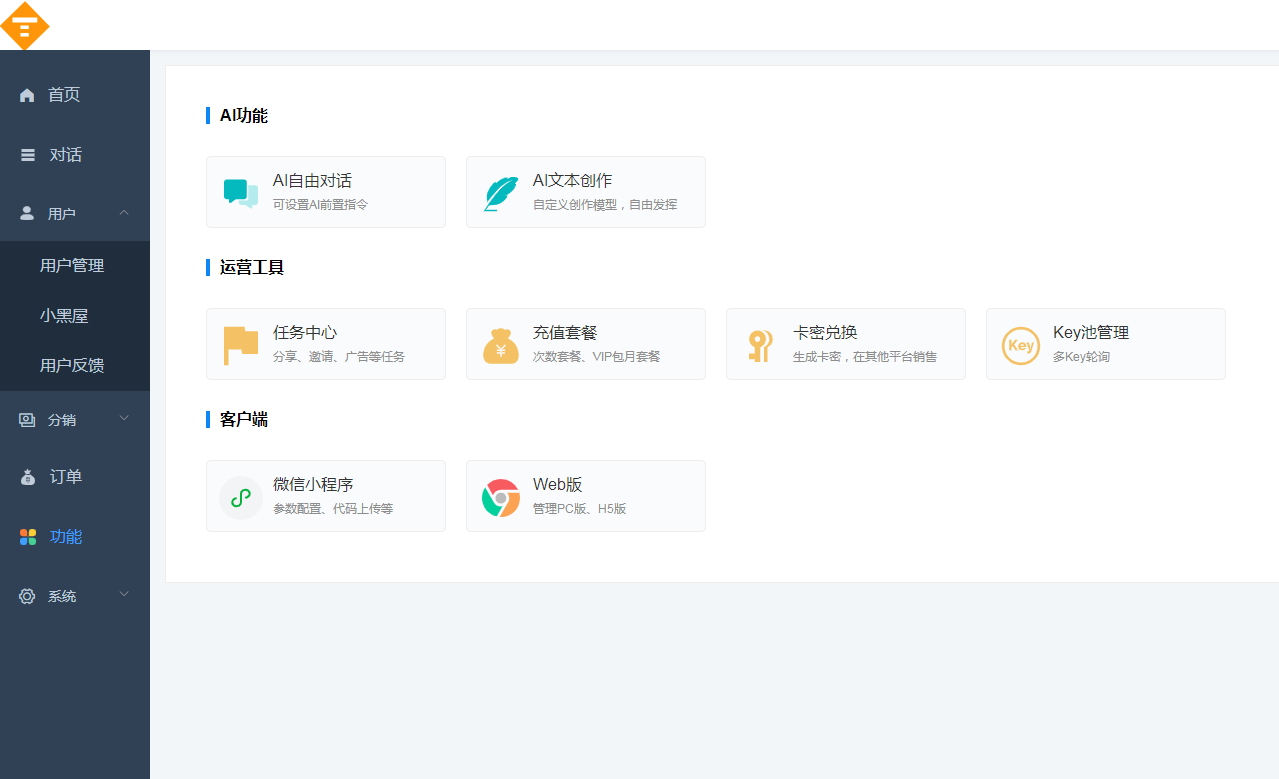 首页
对话
用户
用户管理
小黑屋
用户反馈
分销
订单
功能
系统
AI功能
AI自由对话
可设置AI前置指令
AI文本创作
自定义创作模型，自由发挥
运营工具
任务中心
分享、邀请、广告等任务
充值套餐
次数套餐、VIP包月套餐
卡密兑换
生成卡密，在其他平台销售
Key
Key池管理
多Key轮询
客户端
微信小程序
参数配置、代码上传等
Web版
管理PC版、H5版